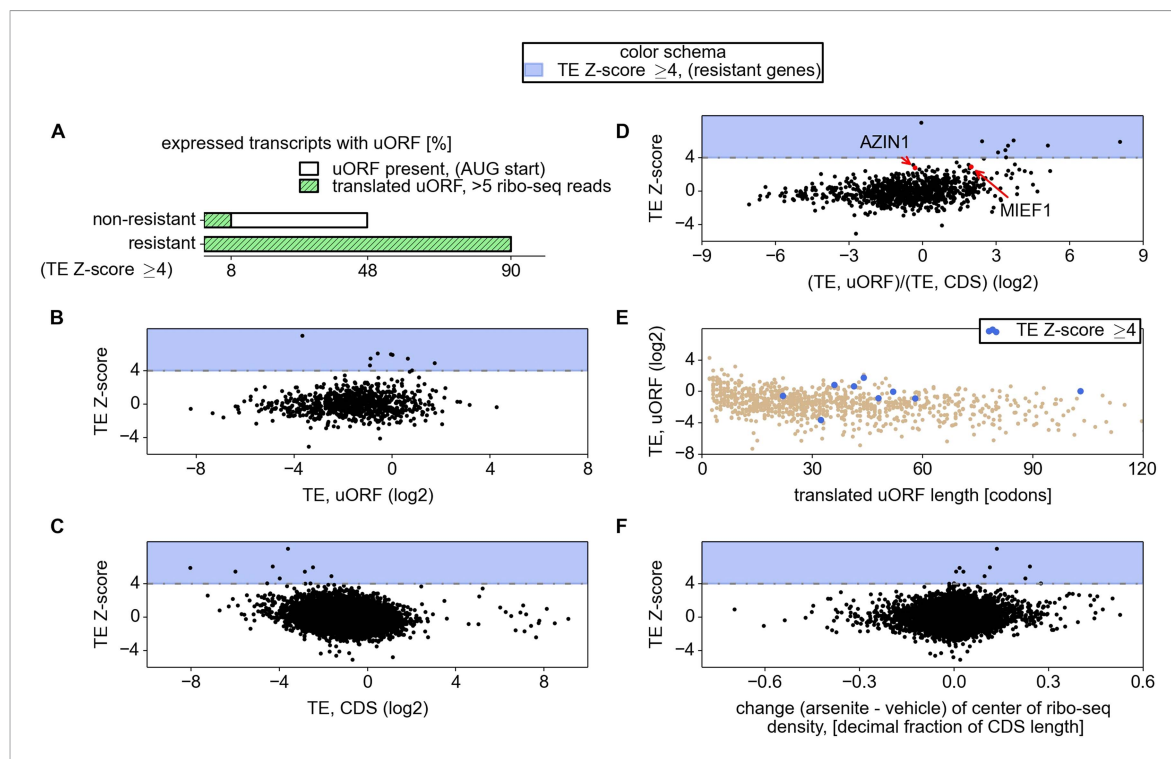 color schema
TE Z-score ≥4, (resistant genes)
A
expressed transcripts with uORF [%]
uORF present, (AUG start)
translated uORF, >5 ribo-seq reads
non-resistant
resistant
(TE Z-score ≥4)
8 48 90
B
TE Z-score
4
0
−4
−8 −4 0 4 8
TE, uORF (log2)
C
TE Z-score
4
0
−4
−8 −4 0 4 8
TE, CDS (log2)
D
TE Z-score
4
0
−4
AZIN1
MIEF1
−9 −6 −3 0 3 6 9
(TE, uORF)/(TE, CDS) (log2)
E
TE Z-score ≥4
TE, uORF (log2)
4
0
−4
−8
0 30 60 90 120
translated uORF length [codons]
F
TE Z-score
4
0
−4
−0.6 −0.3 0.0 0.3 0.6
change (arsenite - vehicle) of center of ribo-seq
density, [decimal fraction of CDS length]